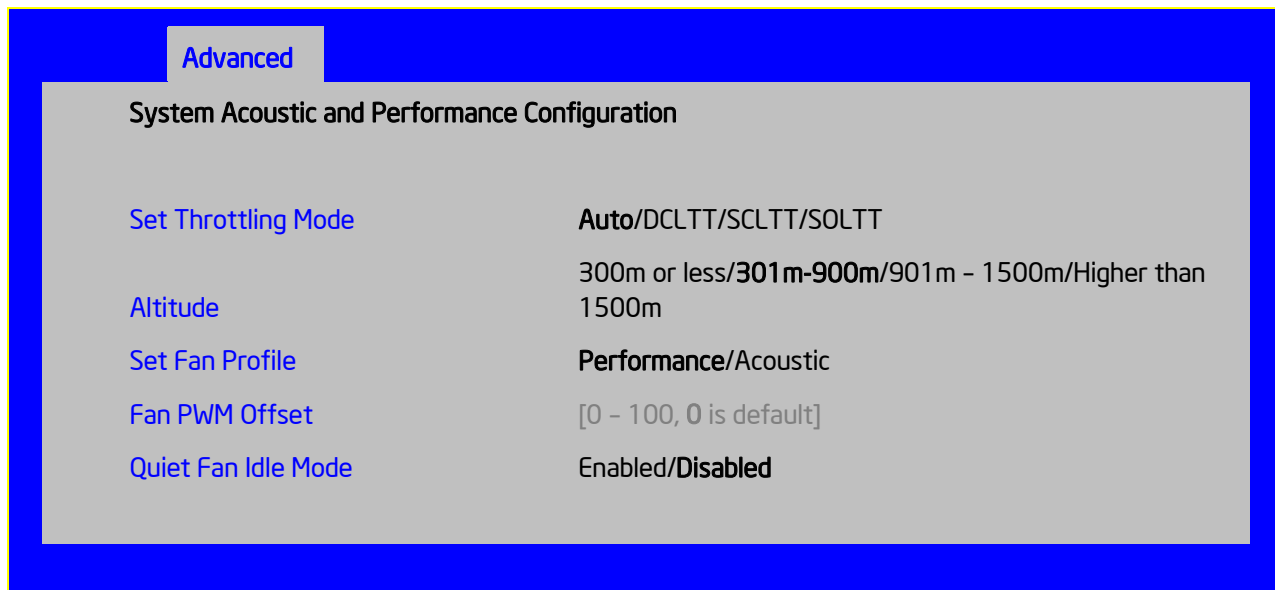 Advanced
System Acoustic and Performance Configuration
Set Throttling Mode Auto/DCLTT/SCLTT/SOLTT
300m or less/301m-900m/901m – 1500m/Higher than
Altitude 1500m
Set Fan Profile Performance/Acoustic
Fan PWM Offset [0 – 100, 0 is default]
Quiet Fan Idle Mode Enabled/Disabled